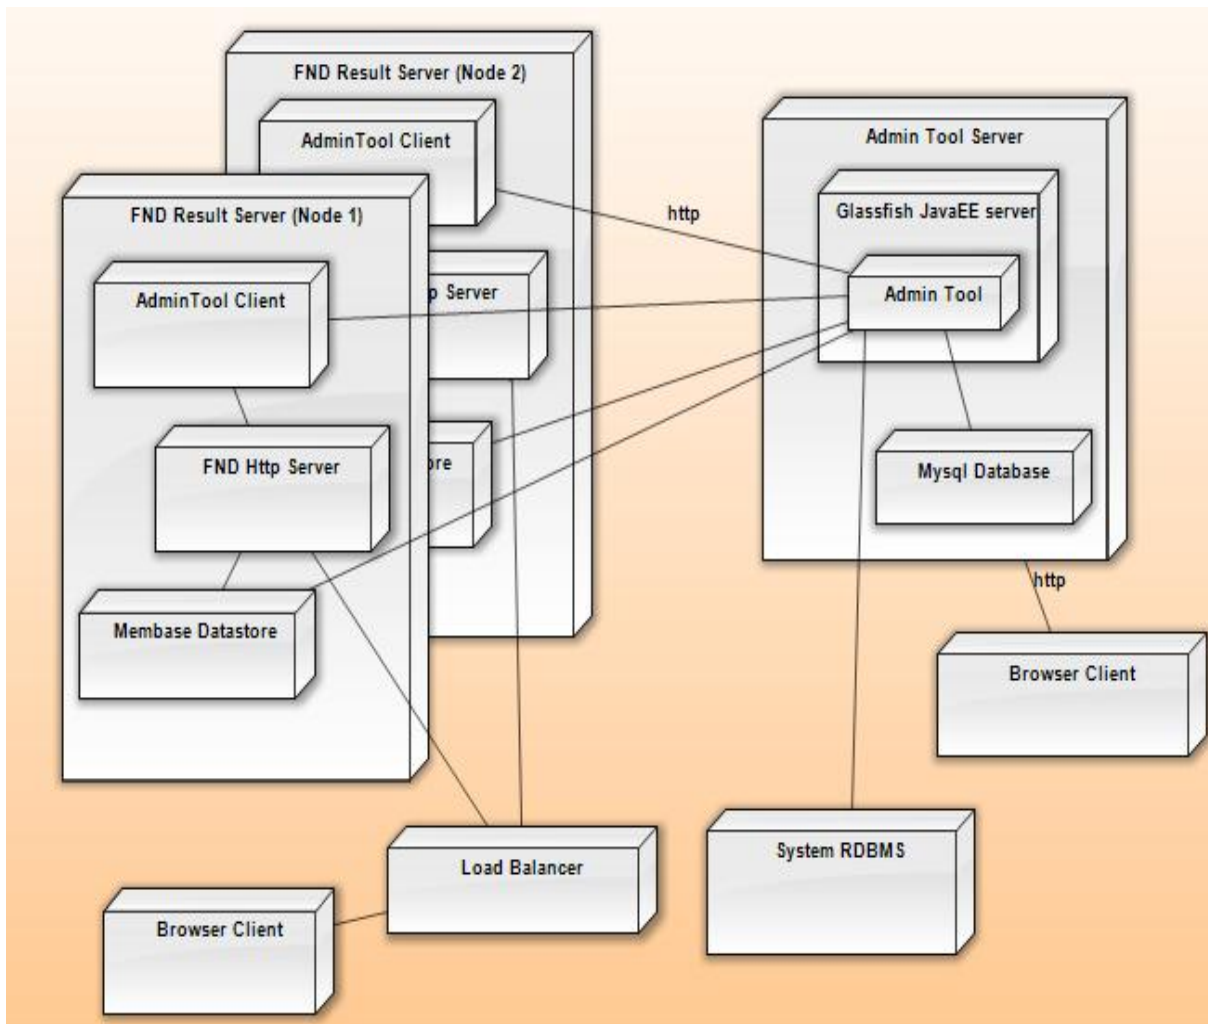 FND Result Server (Node 2)
AdminTool Client
FND Result Server (Node 1)
AdminTool Client
p Server
FND Http Server
ore
Membase Datastore
http
Admin Tool Server
Glassfish JavaEE server
Admin Tool
Mysql Database
http
Browser Client
System RDBMS
Load Balancer
Browser Client